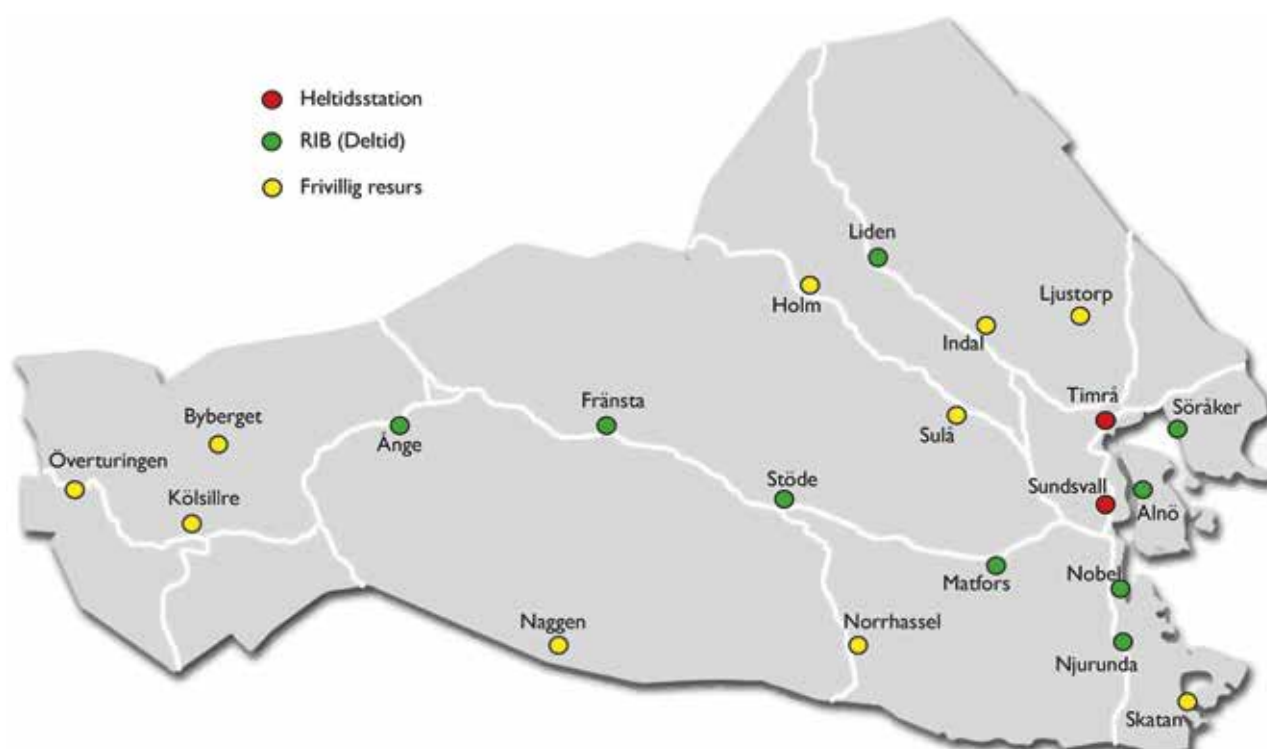 Heltidsstation
RIB (Deltid)
Frivillig resurs
Liden
Holm
Ljustorp
Indal
Timrå
Söråker
Fränsta
Byberget
Ånge
Sulå
Överturingen
Kölsillre
Stöde
Sundsvall
Alnö
Matfors
Nobel
Naggen
Norrhassel
Njurunda
Skatan